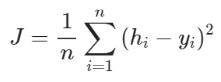 J = \frac{1}{n} \sum_{i=1}^{n} (h_i - y_i)^2